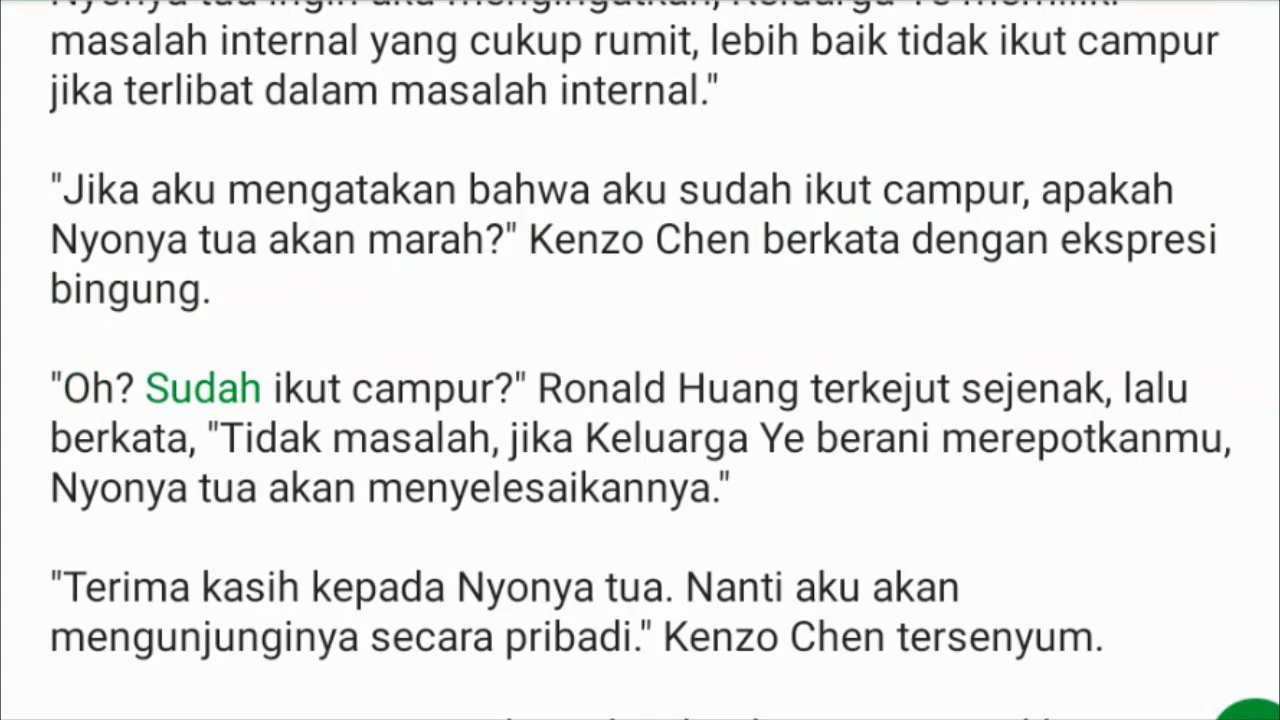 masalah internal yang cukup rumit, lebih baik tidak ikut campur
jika terlibat dalam masalah internal."
"Jika aku mengatakan bahwa aku sudah ikut campur, apakah
Nyonya tua akan marah?" Kenzo Chen berkata dengan ekspresi
bingung.
"Oh? Sudah ikut campur?" Ronald Huang terkejut sejenak, lalu
berkata, "Tidak masalah, jika Keluarga Ye berani merepotkanmu,
Nyonya tua akan menyelesaikannya."
"Terima kasih kepada Nyonya tua. Nanti aku akan
mengunjunginya secara pribadi." Kenzo Chen tersenyum.